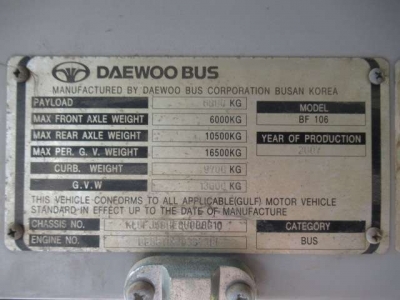 DAEWOO BUS
MANUFACTURED BY DAEWOO BUS CORPORATION BUSAN KOREA
PAYLOAD KG
MODEL
MAX FRONT AXLE WEIGHT 6000KG
BF 106
MAX REAR AXLE WEIGHT 10500KG
YEAR OF PRODUCTION
MAX PER. G. V. WEIGHT 16500KG
2007
CURB. WEIGHT KG
G.V.W KG
THIS VEHICLE CONFORMS TO ALL APPLICABLE(GULF) MOTOR VEHICLE
STANDARD IN EFFECT UP TO THE DATE OF MANUFACTURE
CHASSIS NO.
CATEGORY
ENGINE NO.
BUS